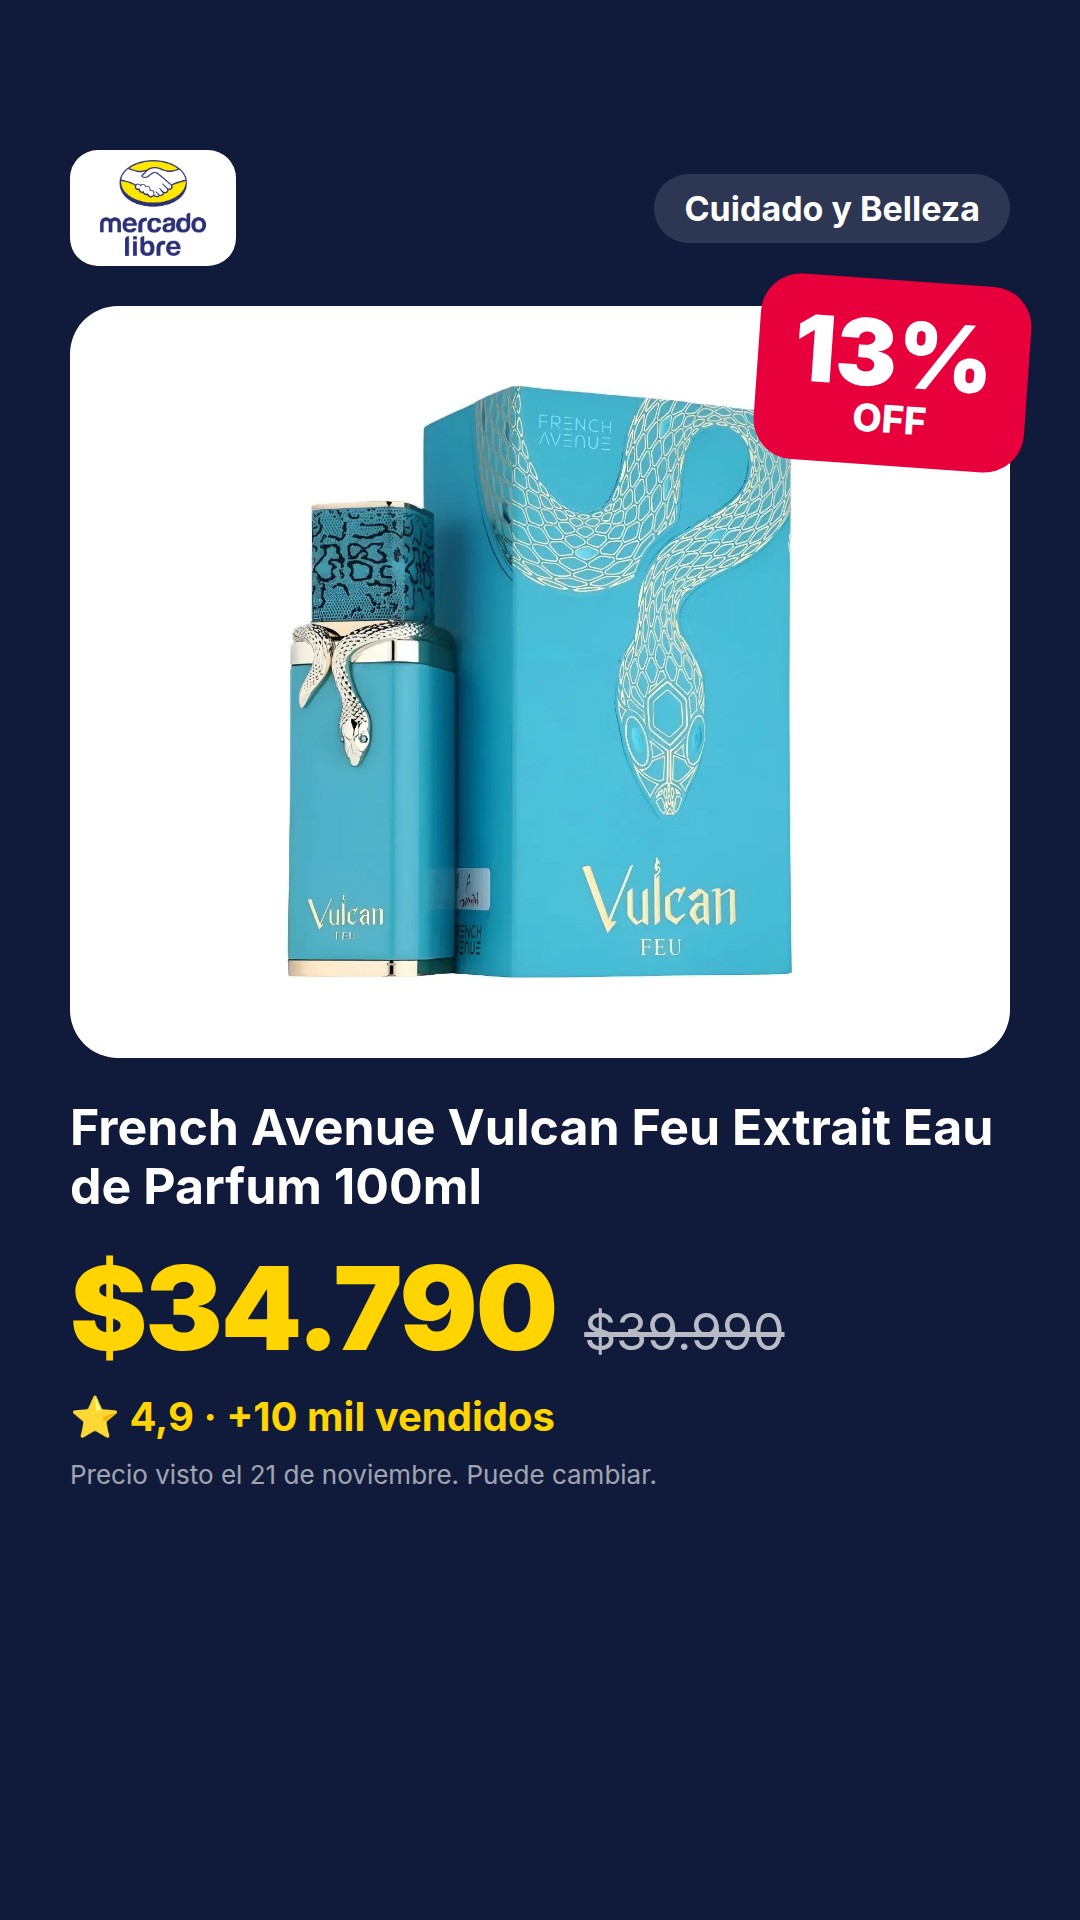 mercado
libre
Cuidado y Belleza
13%
OFF
FRENCH
AVENUE
Vulcan
FEU
Vulcan
FEU
French Avenue Vulcan Feu Extrait Eau
de Parfum 100ml
$34.790 $39.990
4,9 · +10 mil vendidos
Precio visto el 21 de noviembre. Puede cambiar.